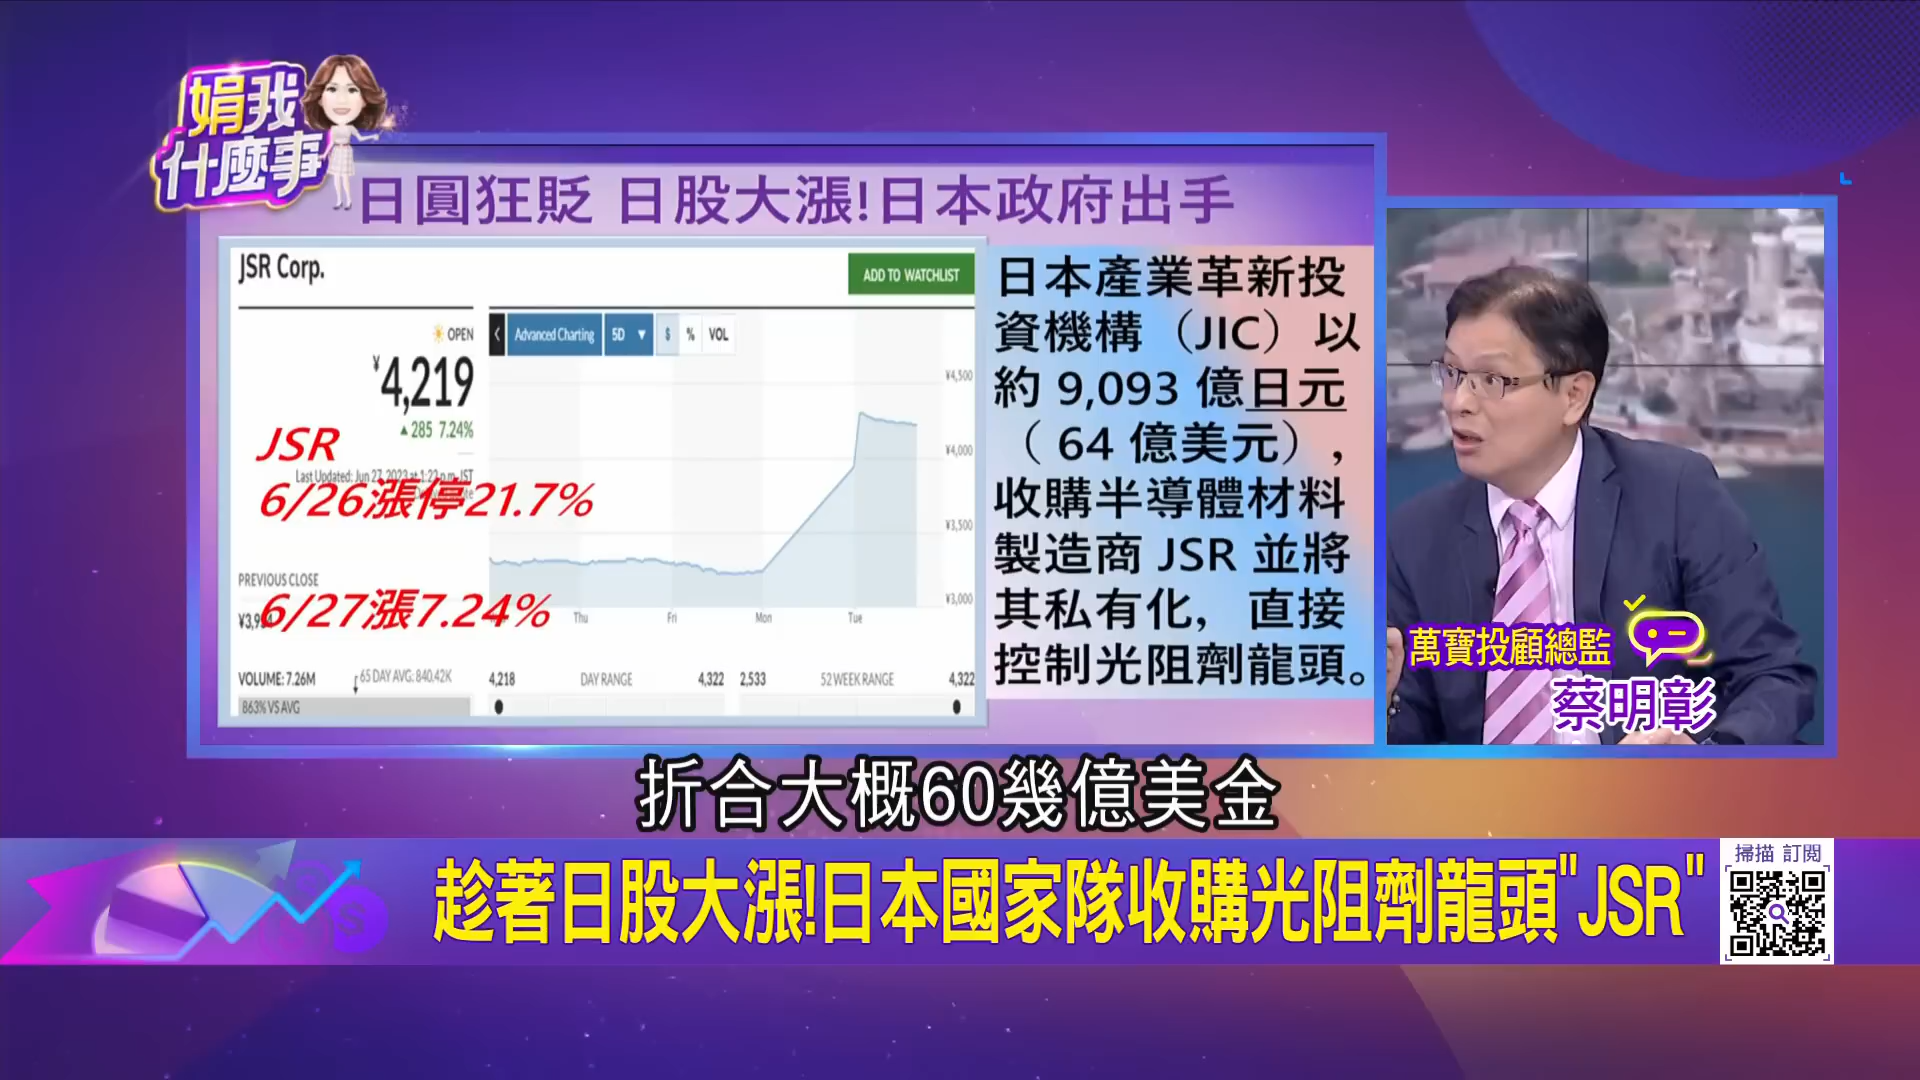 娟我
什麼事
日圓狂貶 日股大漲!日本政府出手
JSR Corp.
ADD TO WATCHLIST
OPEN
Advanced Charting
5D
$
%
VOL
¥4,219
285 7.24%
JSR
Last Updated: Jun 27, 2023 at 1:22 p.m. JST
6/26漲停21.7%
PREVIOUS CLOSE
6/27漲7.24%
¥4,500
¥4,000
¥3,500
¥3,000
Thu
Fri
Mon
Tue
VOLUME: 7.26M
65 DAY AVG: 840.42K
863% VS AVG
4,218
DAY RANGE
4,322
2,533
52 WEEK RANGE
4,322
日本產業革新投
資機構（JIC）以
約 9,093 億日元
（ 64 億美元），
收購半導體材料
製造商 JSR 並將
其私有化，直接
控制光阻劑龍頭。
萬寶投顧總監
蔡明彰
折合大概60幾億美金
趁著日股大漲!日本國家隊收購光阻劑龍頭"JSR"
掃描 訂閱